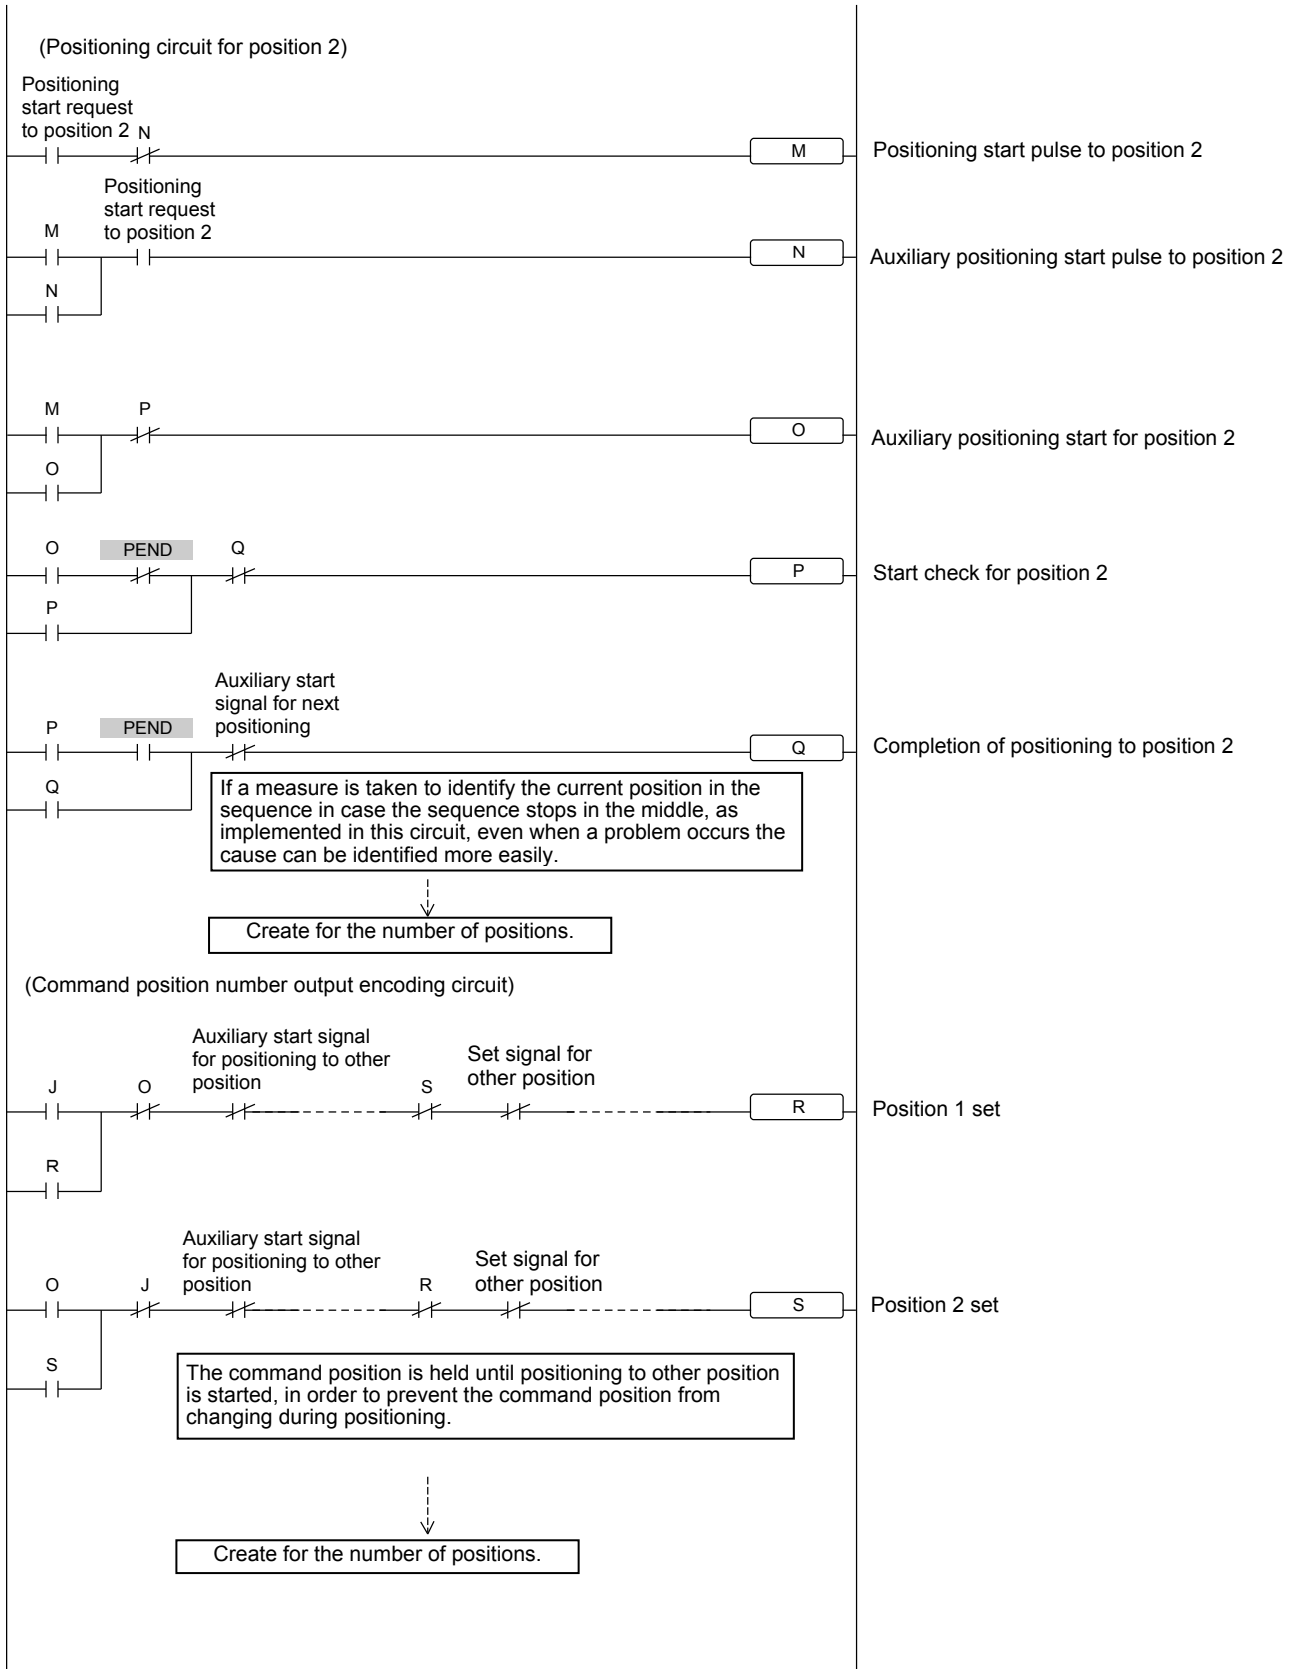 (Positioning circuit for position 2)
Positioning
start request
to position 2
N
M
Positioning start pulse to position 2
Positioning
start request
to position 2
M
N
Auxiliary positioning start pulse to position 2
N
M
P
O
Auxiliary positioning start for position 2
O
O
PEND
Q
P
Start check for position 2
P
Auxiliary start
signal for next
positioning
P
PEND
Q
Completion of positioning to position 2
Q
If a measure is taken to identify the current position in the
sequence in case the sequence stops in the middle, as
implemented in this circuit, even when a problem occurs the
cause can be identified more easily.
Create for the number of positions.
(Command position number output encoding circuit)
Auxiliary start signal
for positioning to other
position
Set signal for
other position
J
O
S
R
Position 1 set
R
Auxiliary start signal
for positioning to other
position
Set signal for
other position
O
J
R
S
Position 2 set
S
The command position is held until positioning to other position
is started, in order to prevent the command position from
changing during positioning.
Create for the number of positions.